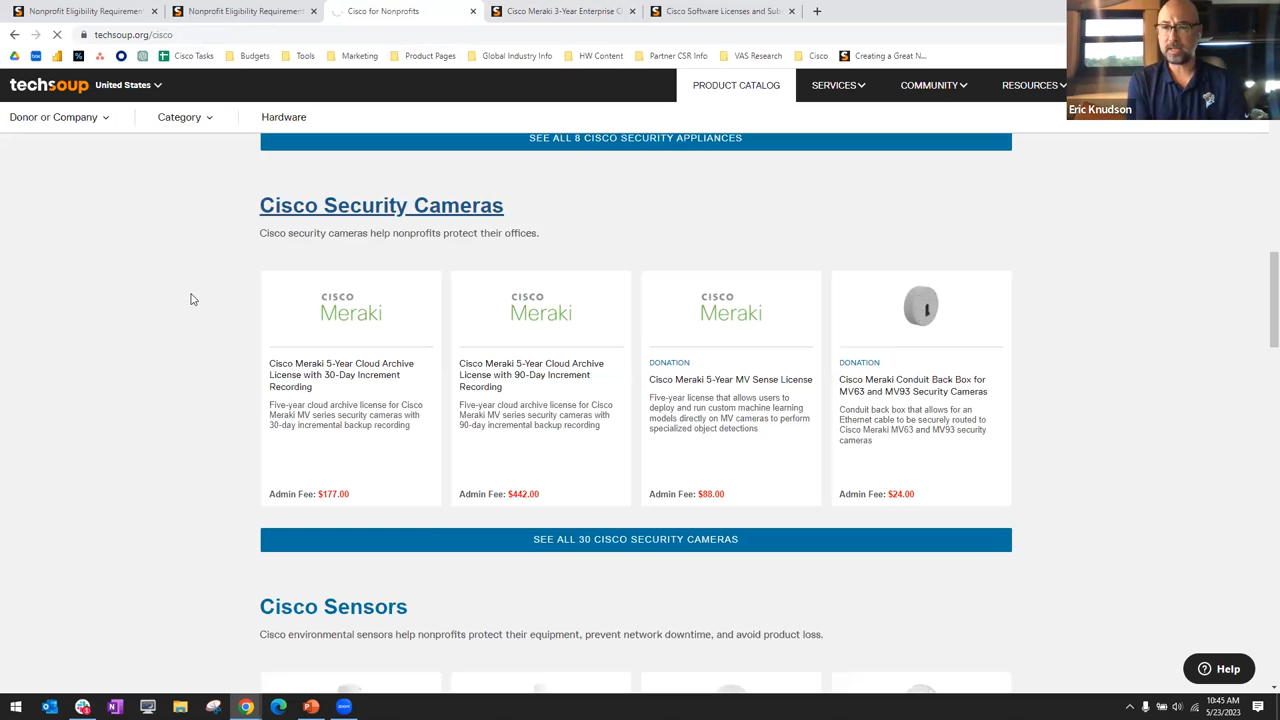 Nonprofit Eligibility Requirement
Nonprofit Eligibility Requirement
Cisco for Nonprofits
Cisco Meraki 3-Year Enterprise C
Cisco Software Licenses and Sub
techsoup.org/cisco
Cisco Tasks
Budgets
Tools
Marketing
Product Pages
Global Industry Info
HW Content
Partner CSR Info
VAS Research
Cisco
Creating a Great N...
techsoup
United States
PRODUCT CATALOG
SERVICES
COMMUNITY
RESOURCES
Eric Knudson
Donor or Company
Category
Hardware
SEE ALL 8 CISCO SECURITY APPLIANCES
Cisco Security Cameras
Cisco security cameras help nonprofits protect their offices.
CISCO
Meraki
Cisco Meraki 5-Year Cloud Archive
License with 30-Day Increment
Recording
Five-year cloud archive license for Cisco
Meraki MV series security cameras with
30-day incremental backup recording
Admin Fee: $177.00
CISCO
Meraki
Cisco Meraki 5-Year Cloud Archive
License with 90-Day Increment
Recording
Five-year cloud archive license for Cisco
Meraki MV series security cameras with
90-day incremental backup recording
Admin Fee: $442.00
CISCO
Meraki
DONATION
Cisco Meraki 5-Year MV Sense License
Five-year license that allows users to
deploy and run custom machine learning
models directly on MV cameras to perform
specialized object detections
Admin Fee: $88.00
DONATION
Cisco Meraki Conduit Back Box for
MV63 and MV93 Security Cameras
Conduit back box that allows for an
Ethernet cable to be securely routed to
Cisco Meraki MV63 and MV93 security
cameras
Admin Fee: $24.00
SEE ALL 30 CISCO SECURITY CAMERAS
Cisco Sensors
Cisco environmental sensors help nonprofits protect their equipment, prevent network downtime, and avoid product loss.
Help
10:45 AM
5/23/2023